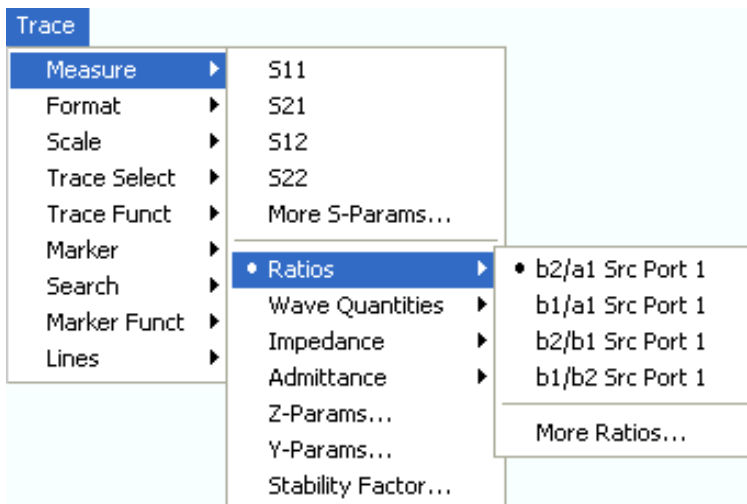 Trace
Measure
Format
Scale
Trace Select
Trace Funct
Marker
Search
Marker Funct
Lines
S11
S21
S12
S22
More S-Params...
Ratios
Wave Quantities
Impedance
Admittance
Z-Params...
Y-Params...
Stability Factor...
b2/a1 Src Port 1
b1/a1 Src Port 1
b2/b1 Src Port 1
b1/b2 Src Port 1
More Ratios...